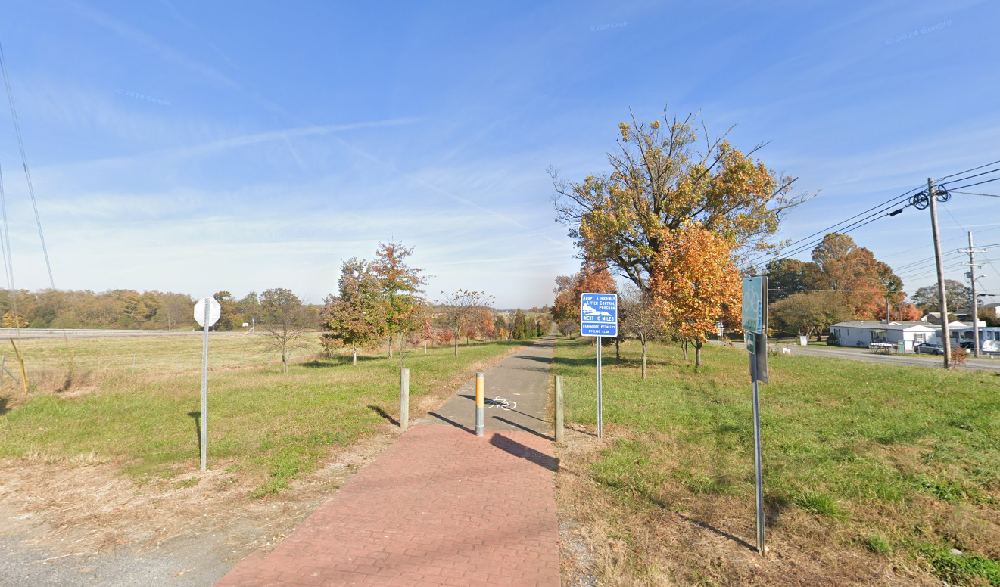 © 2024 Google
© 2024 Google
© 2024 Google
ADOPT A HIGHWAY
LITTER CONTROL
PROGRAM
NEXT 10 MILES
PANHANDLE PEDALERS
CYCLING CLUB